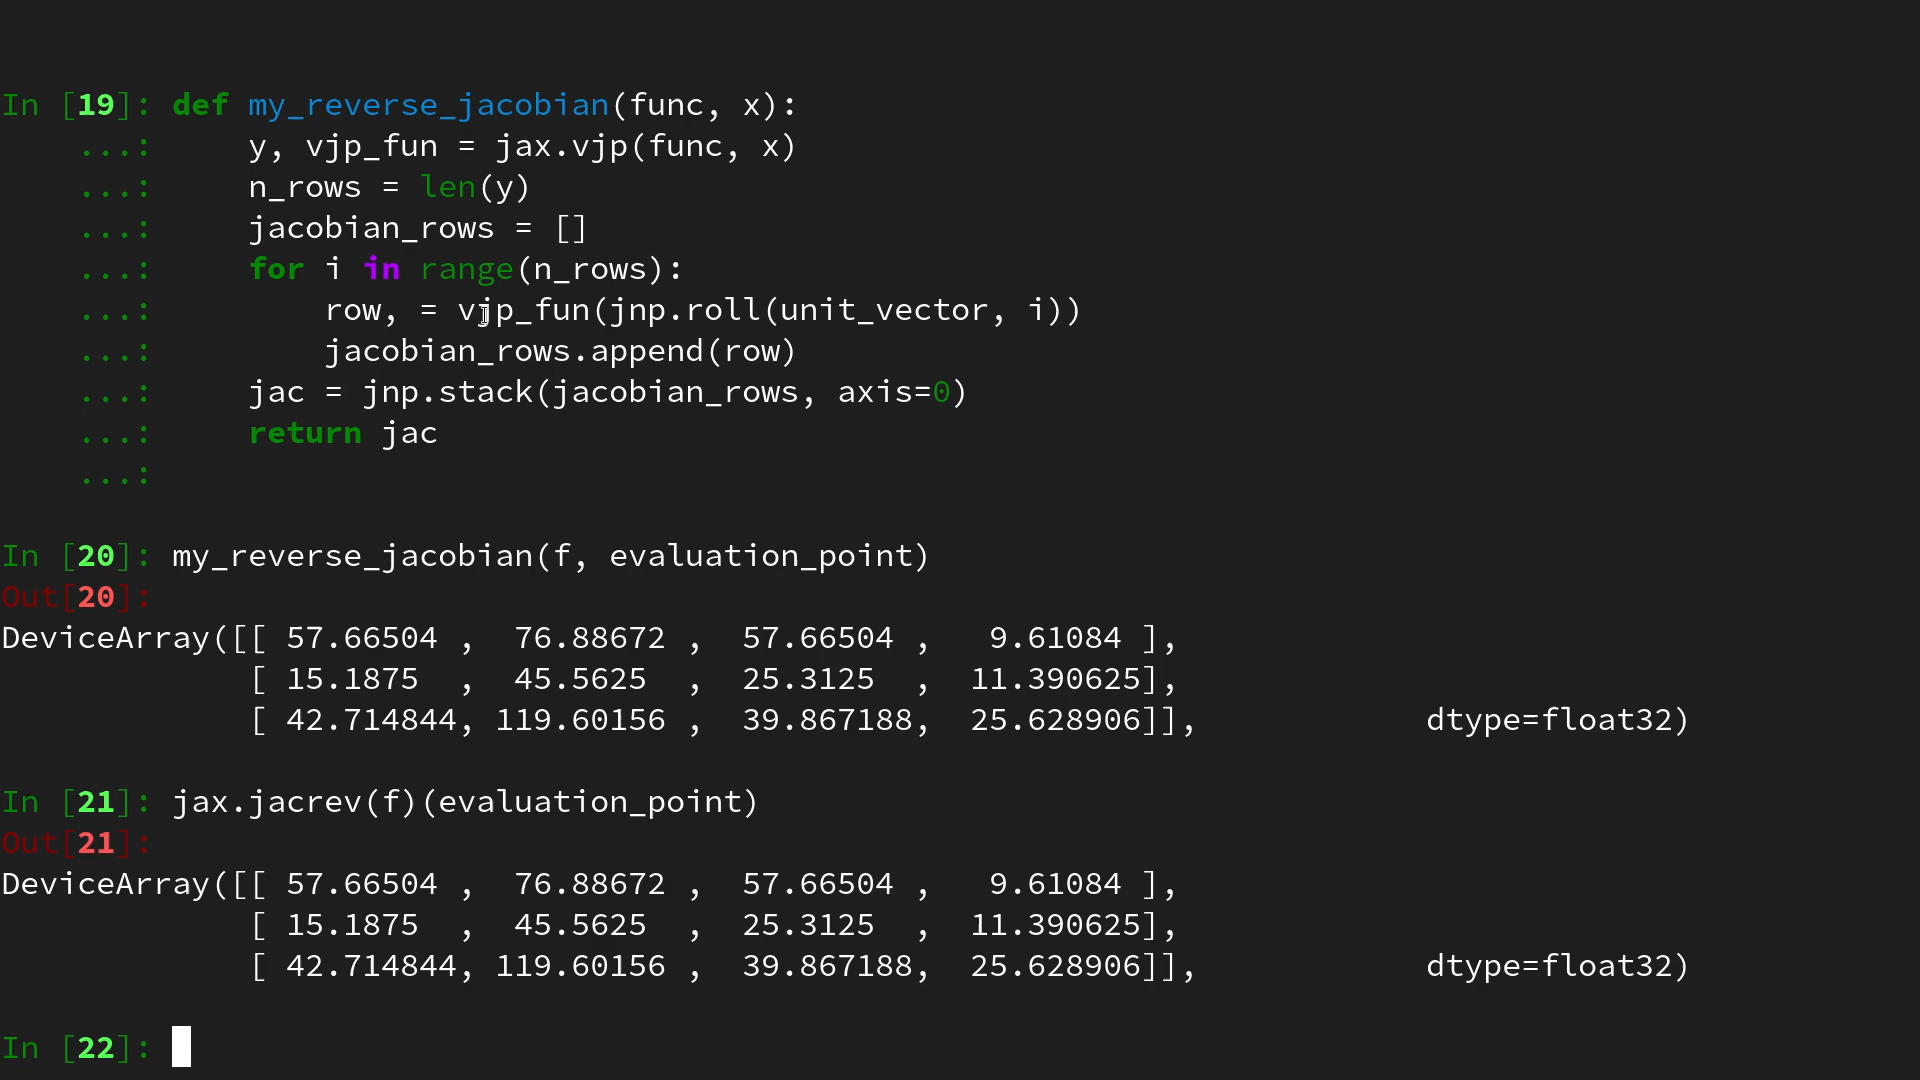 In [19]: def my_reverse_jacobian(func, x):
    ...:     y, vjp_fun = jax.vjp(func, x)
    ...:     n_rows = len(y)
    ...:     jacobian_rows = []
    ...:     for i in range(n_rows):
    ...:         row, = vjp_fun(jnp.roll(unit_vector, i))
    ...:         jacobian_rows.append(row)
    ...:     jac = jnp.stack(jacobian_rows, axis=0)
    ...:     return jac
    ...:
In [20]: my_reverse_jacobian(f, evaluation_point)
Out[20]:
DeviceArray([[ 57.66504 ,  76.88672 ,  57.66504 ,   9.61084 ],
             [ 15.1875  ,  45.5625  ,  25.3125  ,  11.390625],
             [ 42.714844, 119.60156 ,  39.867188,  25.628906]],            dtype=float32)
In [21]: jax.jacrev(f)(evaluation_point)
Out[21]:
DeviceArray([[ 57.66504 ,  76.88672 ,  57.66504 ,   9.61084 ],
             [ 15.1875  ,  45.5625  ,  25.3125  ,  11.390625],
             [ 42.714844, 119.60156 ,  39.867188,  25.628906]],            dtype=float32)
In [22]: